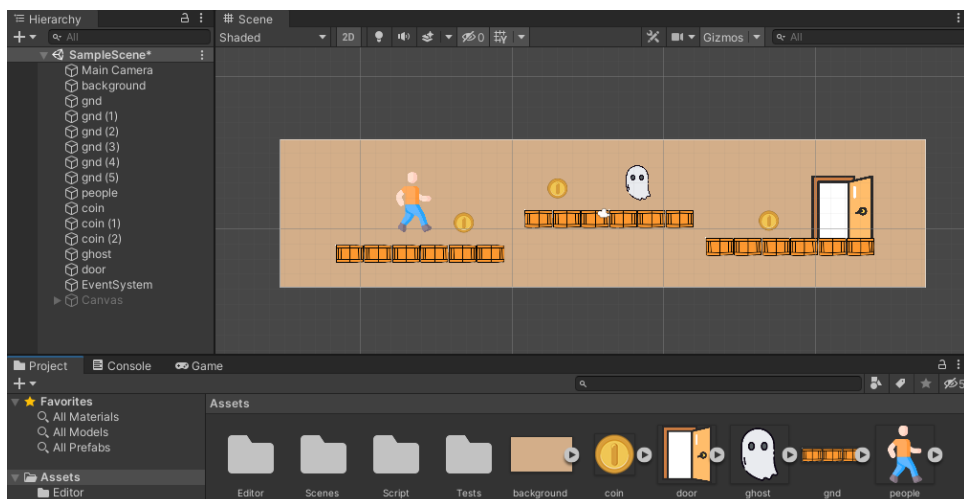 Hierarchy
All
SampleScene*
Main Camera
background
gnd
gnd (1)
gnd (2)
gnd (3)
gnd (4)
gnd (5)
people
coin
coin (1)
coin (2)
ghost
door
EventSystem
Canvas
Scene
Shaded 2D 0 Gizmos All
Project Console Game
5
Favorites
All Materials
All Models
All Prefabs
Assets
Editor
Assets
Editor Scenes Script Tests background coin door ghost gnd people